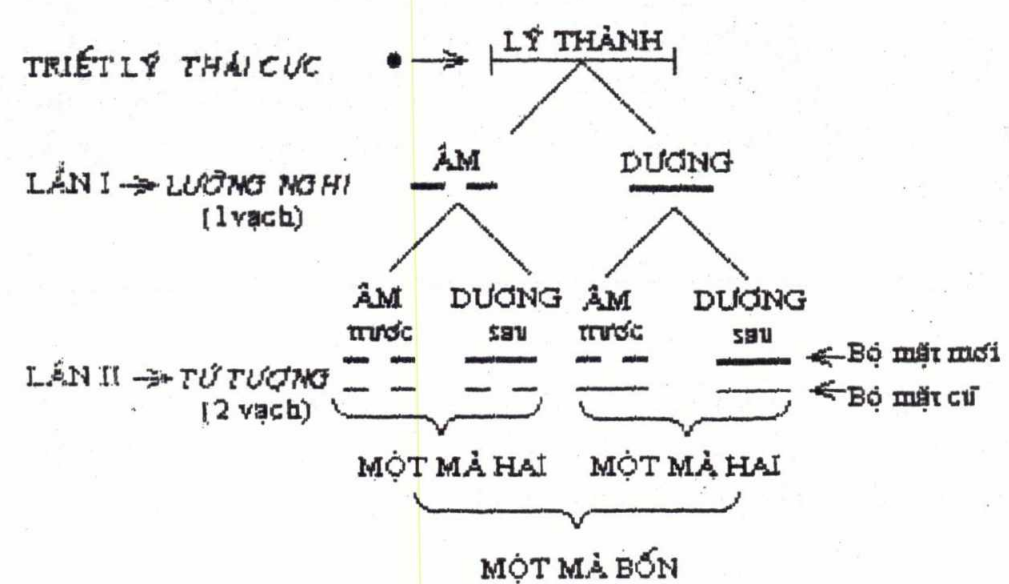 LÝ THÀNH
TRIẾT LÝ THÁI CỰC
ÂM DƯƠNG
LẦN I LƯỠNG NGHI
(1 vạch)
ÂM DƯƠNG ÂM DƯƠNG
trước sau trước sau
Bộ mặt mới
LẦN II TỨ TƯỢNG
Bộ mặt cũ
(2 vạch)
MỘT MÀ HAI MỘT MÀ HAI
MỘT MÀ BỐN